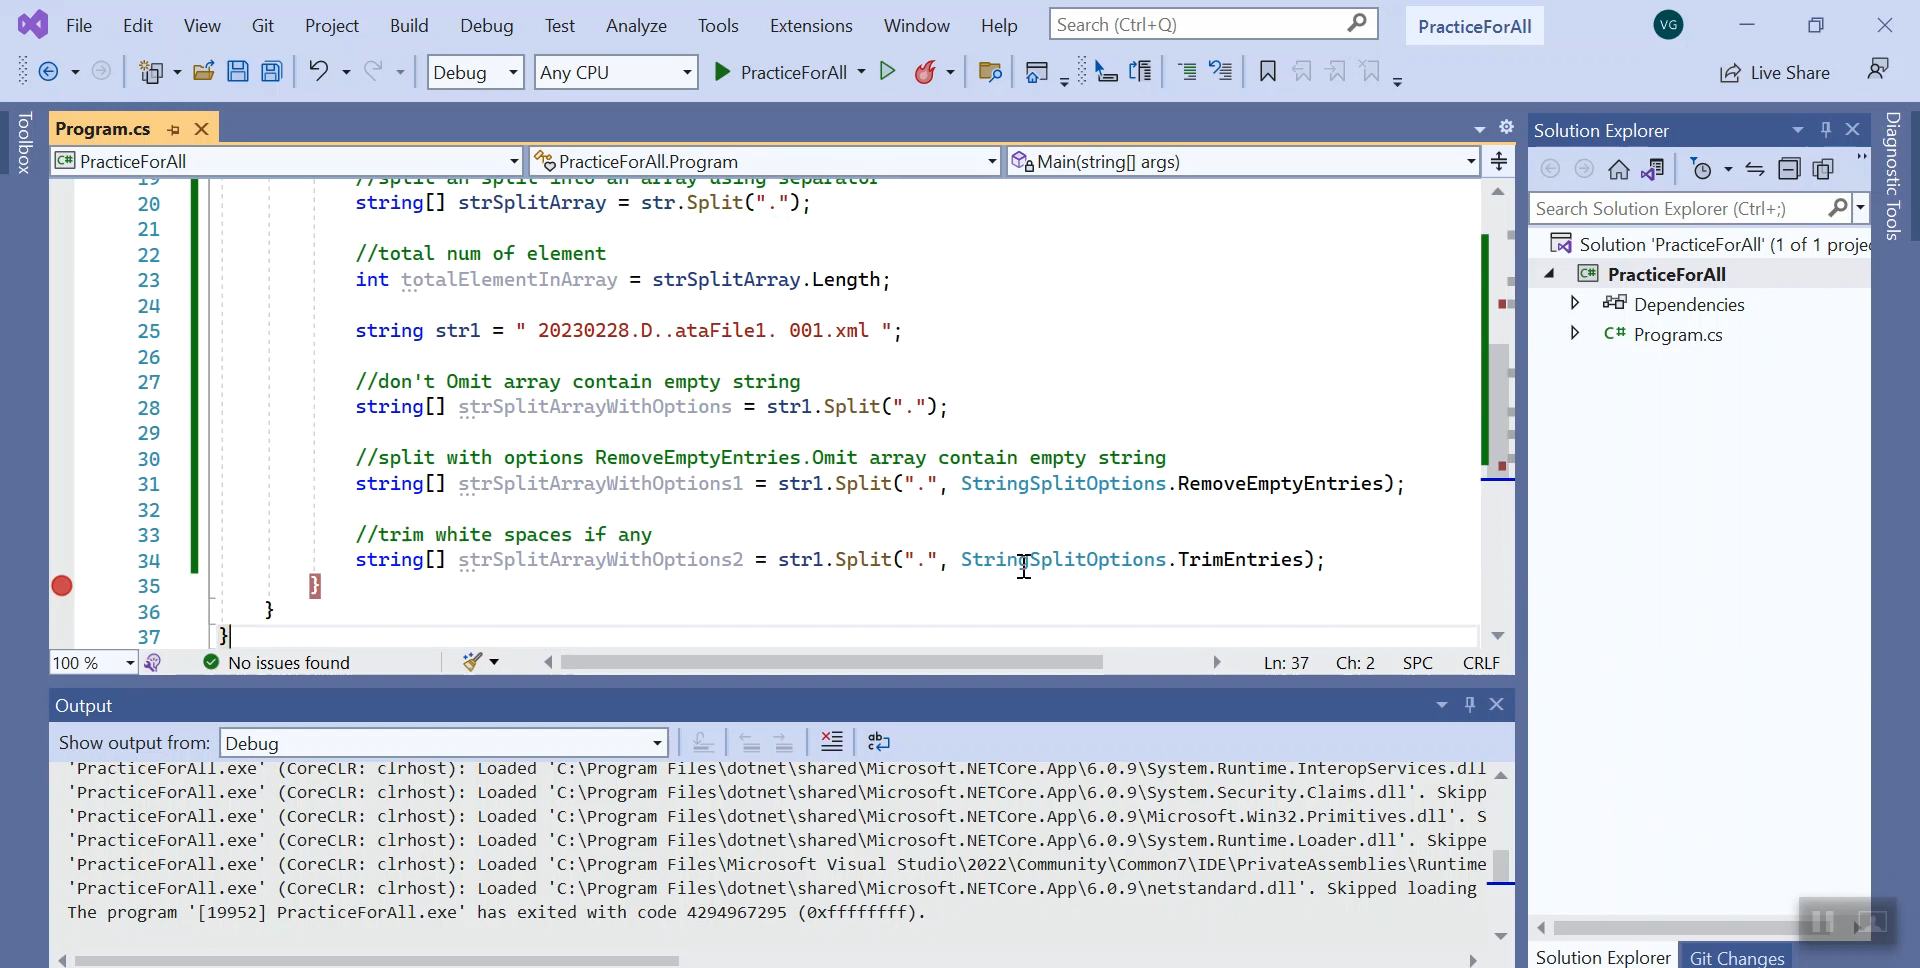 File Edit View Git Project Build Debug Test Analyze Tools Extensions Window Help Search (Ctrl+Q) PracticeForAll VG
Debug Any CPU PracticeForAll Live Share
Toolbox
Program.cs
PracticeForAll PracticeForAll.Program Main(string[] args)
19 //split an split into an array using separator
20 string[] strSplitArray = str.Split(".");
21
22 //total num of element
23 int totalElementInArray = strSplitArray.Length;
24
25 string str1 = " 20230228.D..ataFile1. 001.xml ";
26
27 //don't Omit array contain empty string
28 string[] strSplitArrayWithOptions = str1.Split(".");
29
30 //split with options RemoveEmptyEntries.Omit array contain empty string
31 string[] strSplitArrayWithOptions1 = str1.Split(".", StringSplitOptions.RemoveEmptyEntries);
32
33 //trim white spaces if any
34 string[] strSplitArrayWithOptions2 = str1.Split(".", StringSplitOptions.TrimEntries);
35 }
36 }
37 }
100 % No issues found Ln: 37 Ch: 2 SPC CRLF
Output
Show output from: Debug
'PracticeForAll.exe' (CoreCLR: clrhost): Loaded 'C:\Program Files\dotnet\shared\Microsoft.NETCore.App\6.0.9\System.Runtime.InteropServices.dll
'PracticeForAll.exe' (CoreCLR: clrhost): Loaded 'C:\Program Files\dotnet\shared\Microsoft.NETCore.App\6.0.9\System.Security.Claims.dll'. Skipp
'PracticeForAll.exe' (CoreCLR: clrhost): Loaded 'C:\Program Files\dotnet\shared\Microsoft.NETCore.App\6.0.9\Microsoft.Win32.Primitives.dll'. S
'PracticeForAll.exe' (CoreCLR: clrhost): Loaded 'C:\Program Files\dotnet\shared\Microsoft.NETCore.App\6.0.9\System.Runtime.Loader.dll'. Skippe
'PracticeForAll.exe' (CoreCLR: clrhost): Loaded 'C:\Program Files\Microsoft Visual Studio\2022\Community\Common7\IDE\PrivateAssemblies\Runtime
'PracticeForAll.exe' (CoreCLR: clrhost): Loaded 'C:\Program Files\dotnet\shared\Microsoft.NETCore.App\6.0.9\netstandard.dll'. Skipped loading
The program '[19952] PracticeForAll.exe' has exited with code 4294967295 (0xffffffff).
Solution Explorer
Search Solution Explorer (Ctrl+;)
Solution 'PracticeForAll' (1 of 1 projec
C# PracticeForAll
Dependencies
C# Program.cs
Solution Explorer Git Changes
Diagnostic Tools